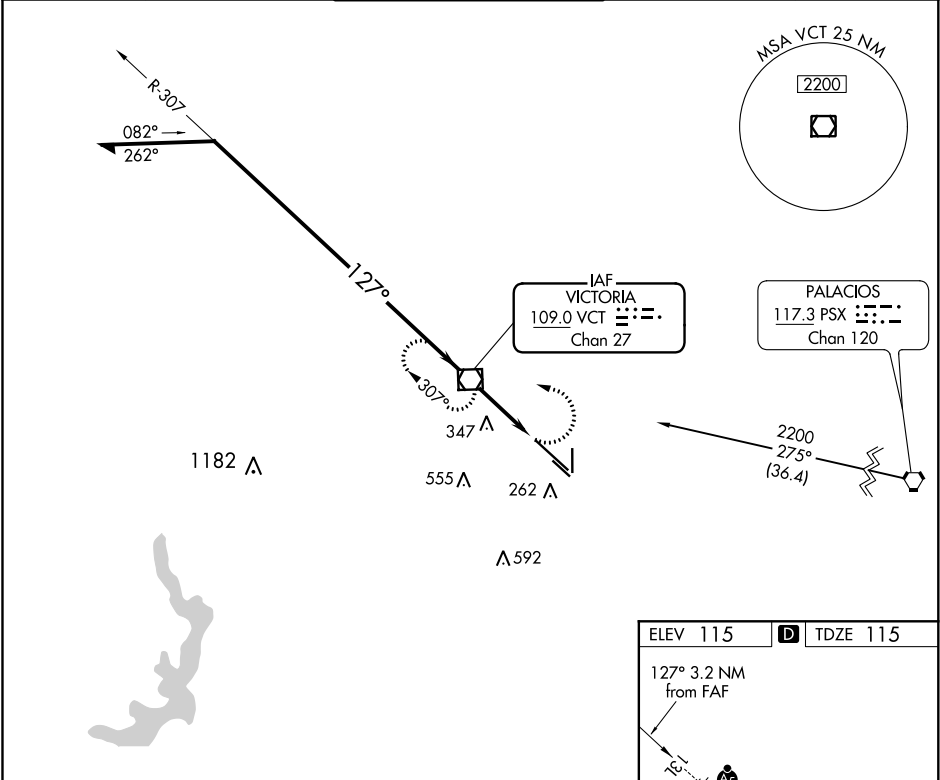 MSA VCT 25 NM
2200
R-307
082°
262°
127°
IAF
VICTORIA
109.0 VCT
Chan 27
PALACIOS
117.3 PSX
Chan 120
307°
347
2200
275°
(36.4)
1182
555
262
592
ELEV 115
D
TDZE 115
127° 3.2 NM
from FAF
13L